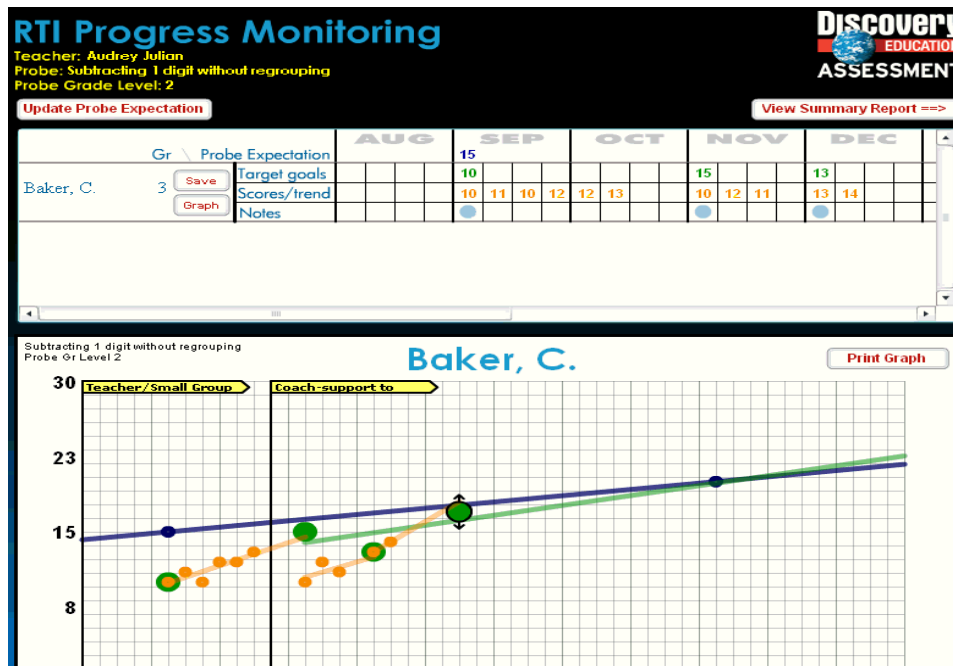 RTI Progress Monitoring
Teacher: Audrey Julian
Probe: Subtracting 1 digit without regrouping
Probe Grade Level: 2
DISCOVERY
EDUCATION
ASSESSMENT
Update Probe Expectation
View Summary Report ==>
AUG SEP OCT NOV DEC
Gr \ Probe Expectation 15
Baker, C. 3 Save Graph
Target goals 10 15 13
Scores/trend 10 11 10 12 12 13 10 12 11 13 14
Notes
Subtracting 1 digit without regrouping
Probe Gr Level 2
Baker, C.
Print Graph
30
Teacher/Small Group
Coach-support to
23
15
8